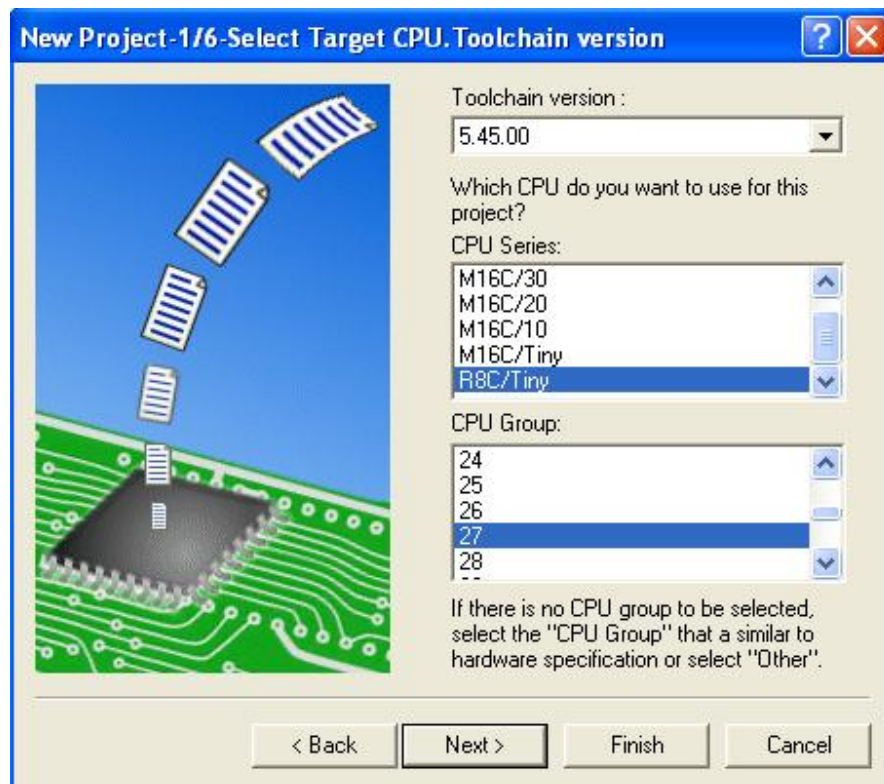 New Project-1/6-Select Target CPU.Toolchain version
Toolchain version :
5.45.00
Which CPU do you want to use for this
project?
CPU Series:
M16C/30
M16C/20
M16C/10
M16C/Tiny
R8C/Tiny
CPU Group:
24
25
26
27
28
If there is no CPU group to be selected,
select the "CPU Group" that a similar to
hardware specification or select "Other".
< Back
Next >
Finish
Cancel